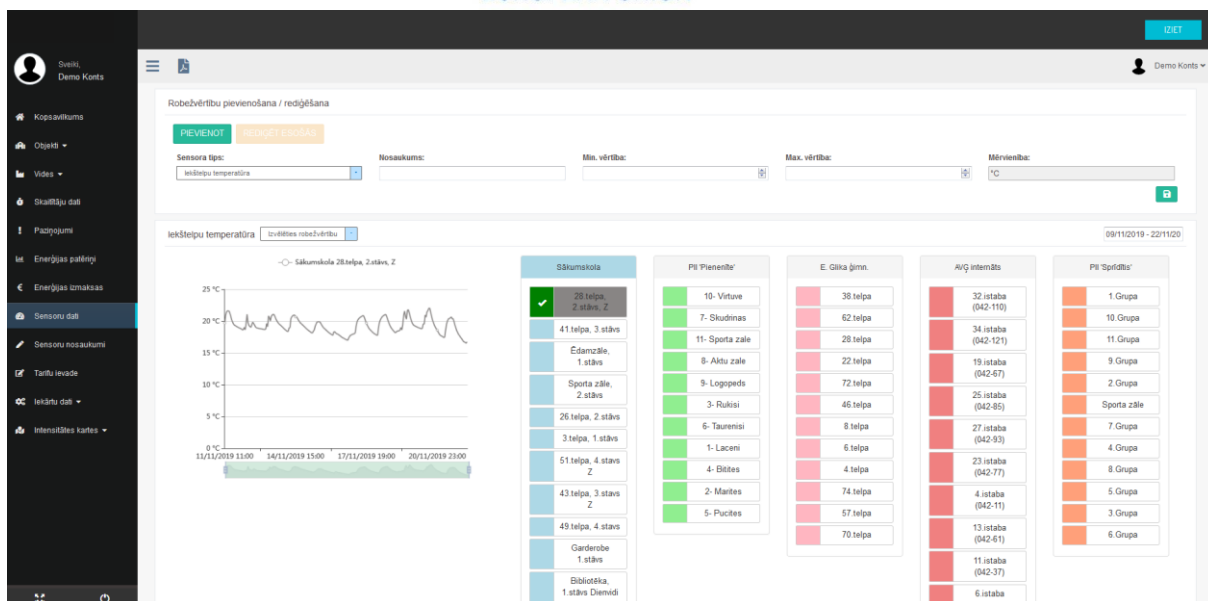 IZIET
Sveiki,
Demo Konts
Demo Konts
Kopsavilkums
Objekti
Vides
Skaitītāju dati
Paziņojumi
Enerģijas patēriņi
Enerģijas izmaksas
Sensoru dati
Sensoru nosaukumi
Tarifu ievade
Iekārtu dati
Intensitātes kartes
Robežvērtību pievienošana / rediģēšana
PIEVIENOT
REDIĢĒT ESOŠĀS
Sensora tips:
Nosaukums:
Min. vērtība:
Max. vērtība:
Mērvienība:
Iekštelpu temperatūra
°C
Iekštelpu temperatūra
Izvēlēties robežvērtību
09/11/2019 - 22/11/20
Sākumskola 28.telpa, 2.stāvs, Z
25 °C
20 °C
15 °C
10 °C
5 °C
0 °C
11/11/2019 11:00
14/11/2019 15:00
17/11/2019 19:00
20/11/2019 23:00
Sākumskola
28.telpa,
2.stāvs, Z
41.telpa, 3.stāvs
Ēdamzāle,
1.stāvs
Sporta zāle,
2.stāvs
26.telpa, 2.stāvs
3.telpa, 1.stāvs
51.telpa, 4.stavs
Z
43.telpa, 3.stavs
Z
49.telpa, 4.stavs
Garderobe
1.stāvs
Bibliotēka,
1.stāvs Dienvidi
PII 'Pienenīte'
10- Virtuve
7- Skudrinas
11- Sporta zale
8- Aktu zale
9- Logopeds
3- Rukisi
6- Taurenisi
1- Laceni
4- Bitites
2- Marites
5- Pucites
E. Glika ģimn.
38.telpa
62.telpa
28.telpa
22.telpa
72.telpa
46.telpa
8.telpa
6.telpa
4.telpa
74.telpa
57.telpa
70.telpa
AVĢ internāts
32.istaba
(042-110)
34.istaba
(042-121)
19.istaba
(042-67)
25.istaba
(042-85)
27.istaba
(042-93)
23.istaba
(042-77)
4.istaba
(042-11)
13.istaba
(042-61)
11.istaba
(042-37)
6.istaba
PII 'Sprīdītis'
1.Grupa
10.Grupa
11.Grupa
9.Grupa
2.Grupa
Sporta zāle
7.Grupa
4.Grupa
8.Grupa
5.Grupa
3.Grupa
6.Grupa